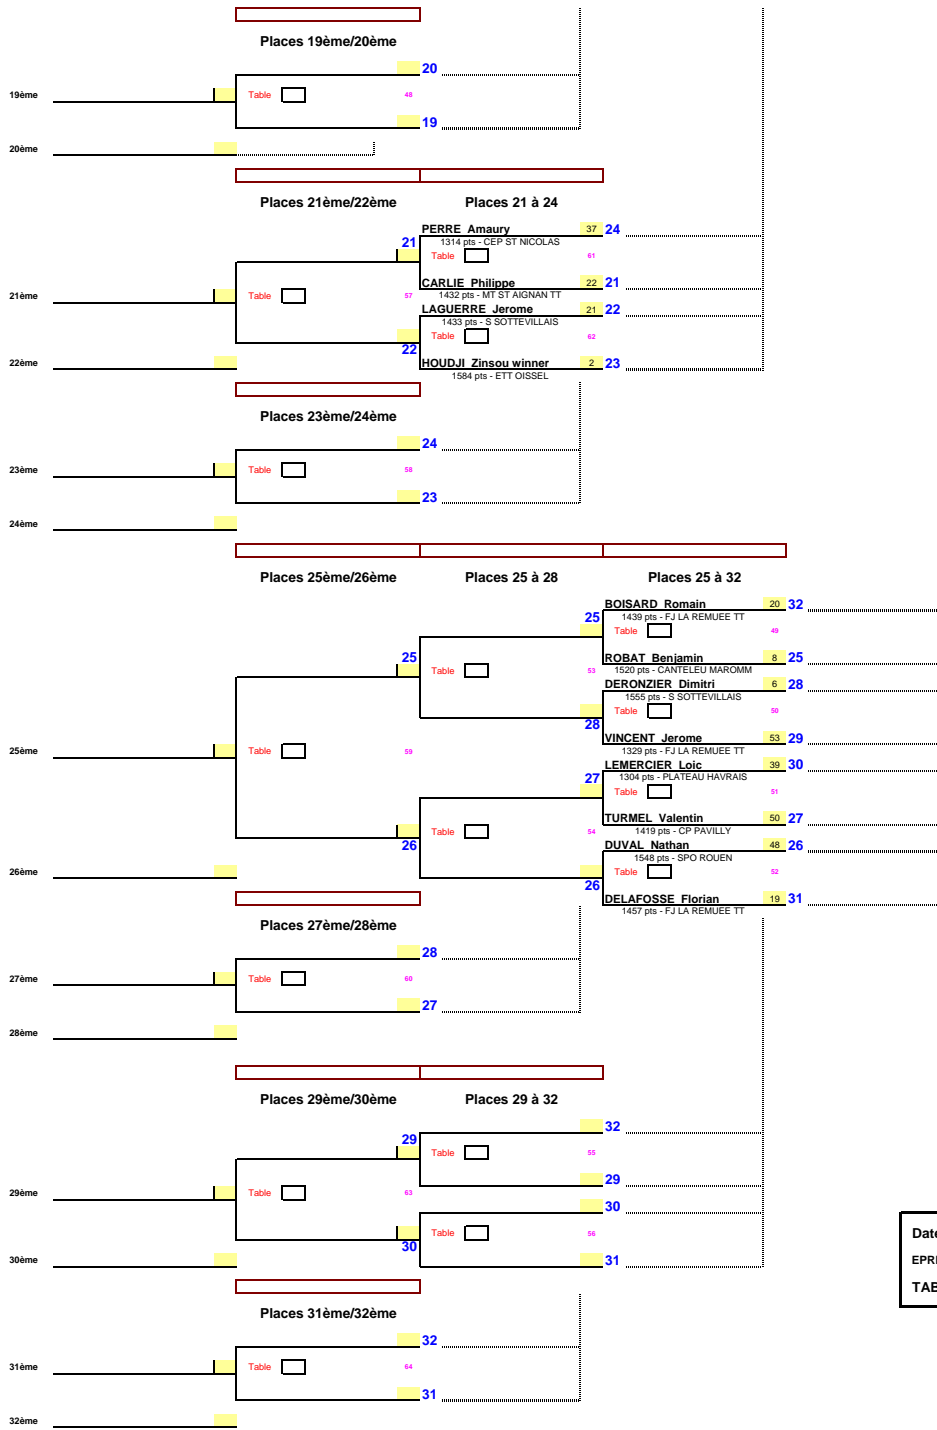 Places 19ème/20ème
20
19ème Table 48
19
20ème
Places 21ème/22ème Places 21 à 24
PERRE Amaury 37 24
21 1314 pts - CEP ST NICOLAS
Table 61
CARLIE Philippe 22 21
21ème Table 57 1432 pts - MT ST AIGNAN TT
LAGUERRE Jerome 21 22
1433 pts - S SOTTEVILLAIS
Table 62
22
22ème HOUDJI Zinsou winner 2 23
1584 pts - ETT OISSEL
Places 23ème/24ème
24
23ème Table 58
23
24ème
Places 25ème/26ème Places 25 à 28 Places 25 à 32
BOISARD Romain 20 32
25 1439 pts - FJ LA REMUEE TT
Table 49
25 ROBAT Benjamin 8 25
Table 53 1520 pts - CANTELEU MAROMM
DERONZIER Dimitri 6 28
1555 pts - S SOTTEVILLAIS
Table 50
28
VINCENT Jerome 53 29
25ème Table 59 1329 pts - FJ LA REMUEE TT
LEMERCIER Loic 39 30
27 1304 pts - PLATEAU HAVRAIS
Table 51
TURMEL Valentin 50 27
Table 54 1419 pts - CP PAVILLY
26 DUVAL Nathan 48 26
1548 pts - SPO ROUEN
26ème Table 52
26
DELAFOSSE Florian 19 31
1457 pts - FJ LA REMUEE TT
Places 27ème/28ème
28
27ème Table 60
27
28ème
Places 29ème/30ème Places 29 à 32
32
29
Table 55
29
29ème Table 63
30
Table 56
30
30ème 31
Date
EPRE
TAB
Places 31ème/32ème
32
31ème Table 64
31
32ème